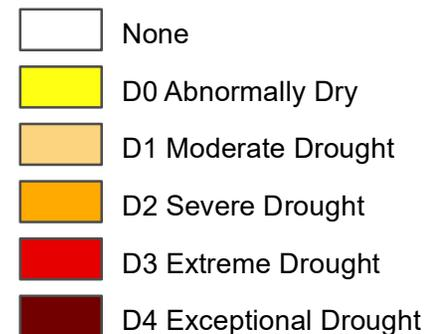 None
D0 Abnormally Dry
D1 Moderate Drought
D2 Severe Drought
D3 Extreme Drought
D4 Exceptional Drought